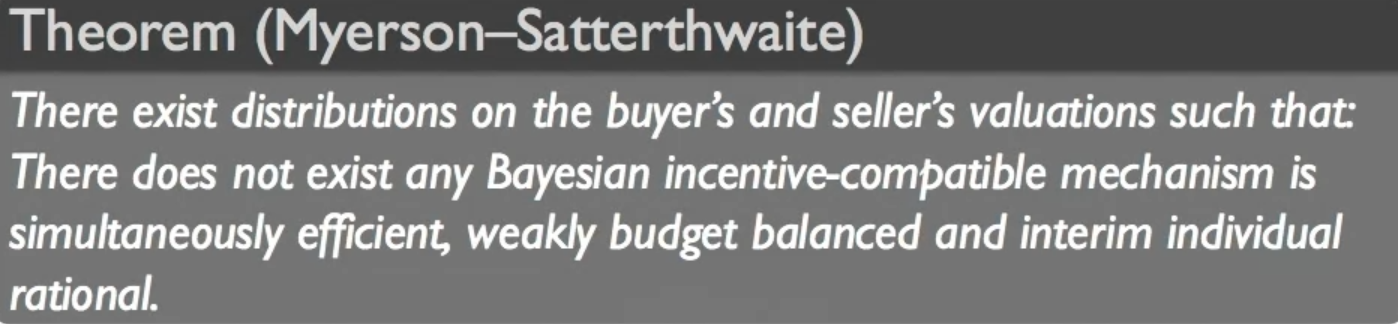 Theorem (Myerson–Satterthwaite)
There exist distributions on the buyer’s and seller’s valuations such that:
There does not exist any Bayesian incentive-compatible mechanism is
simultaneously efficient, weakly budget balanced and interim individual
rational.